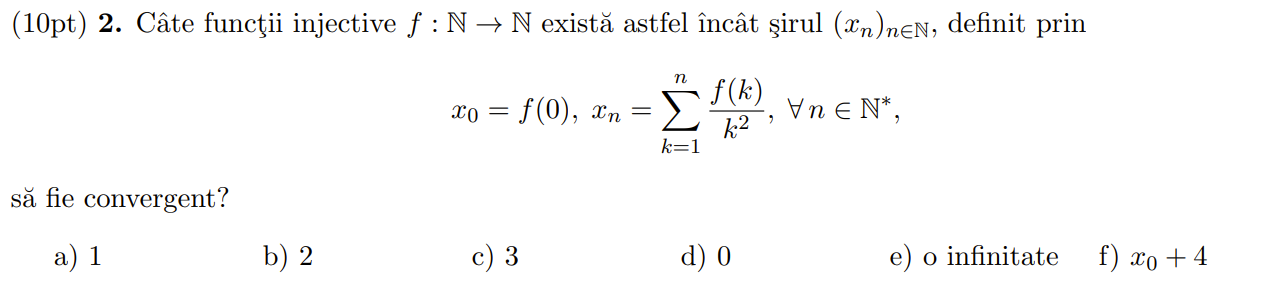 (10pt) 2. Câte funcţii injective f : ℕ → ℕ există astfel încât şirul (xₙ)ₙ∈ℕ, definit prin
x₀ = f(0), xₙ = ∑ₖ₌₁ⁿ f(k)/k², ∀ n ∈ ℕ*,
să fie convergent?
a) 1 b) 2 c) 3 d) 0 e) o infinitate f) x₀ + 4